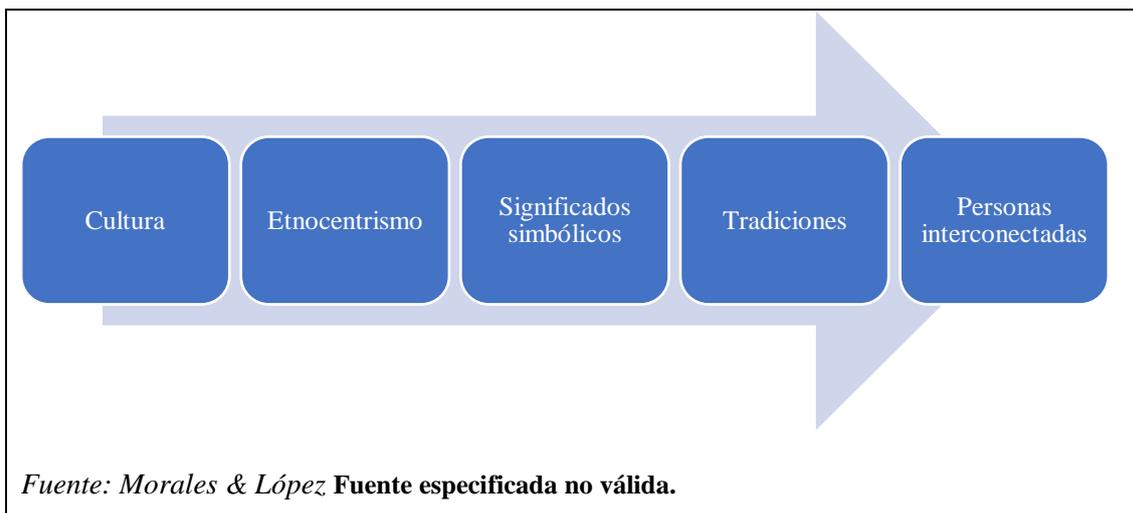 Cultura
Etnocentrismo
Significados
simbólicos
Tradiciones
Personas
interconectadas
Fuente: Morales & López Fuente especificada no válida.